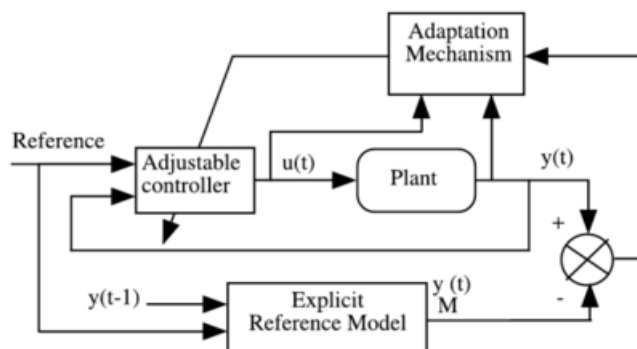 Adaptation
Mechanism
Reference
Adjustable
controller
u(t)
Plant
y(t)
+
-
y(t-1)
Explicit
Reference Model
y (t)
M